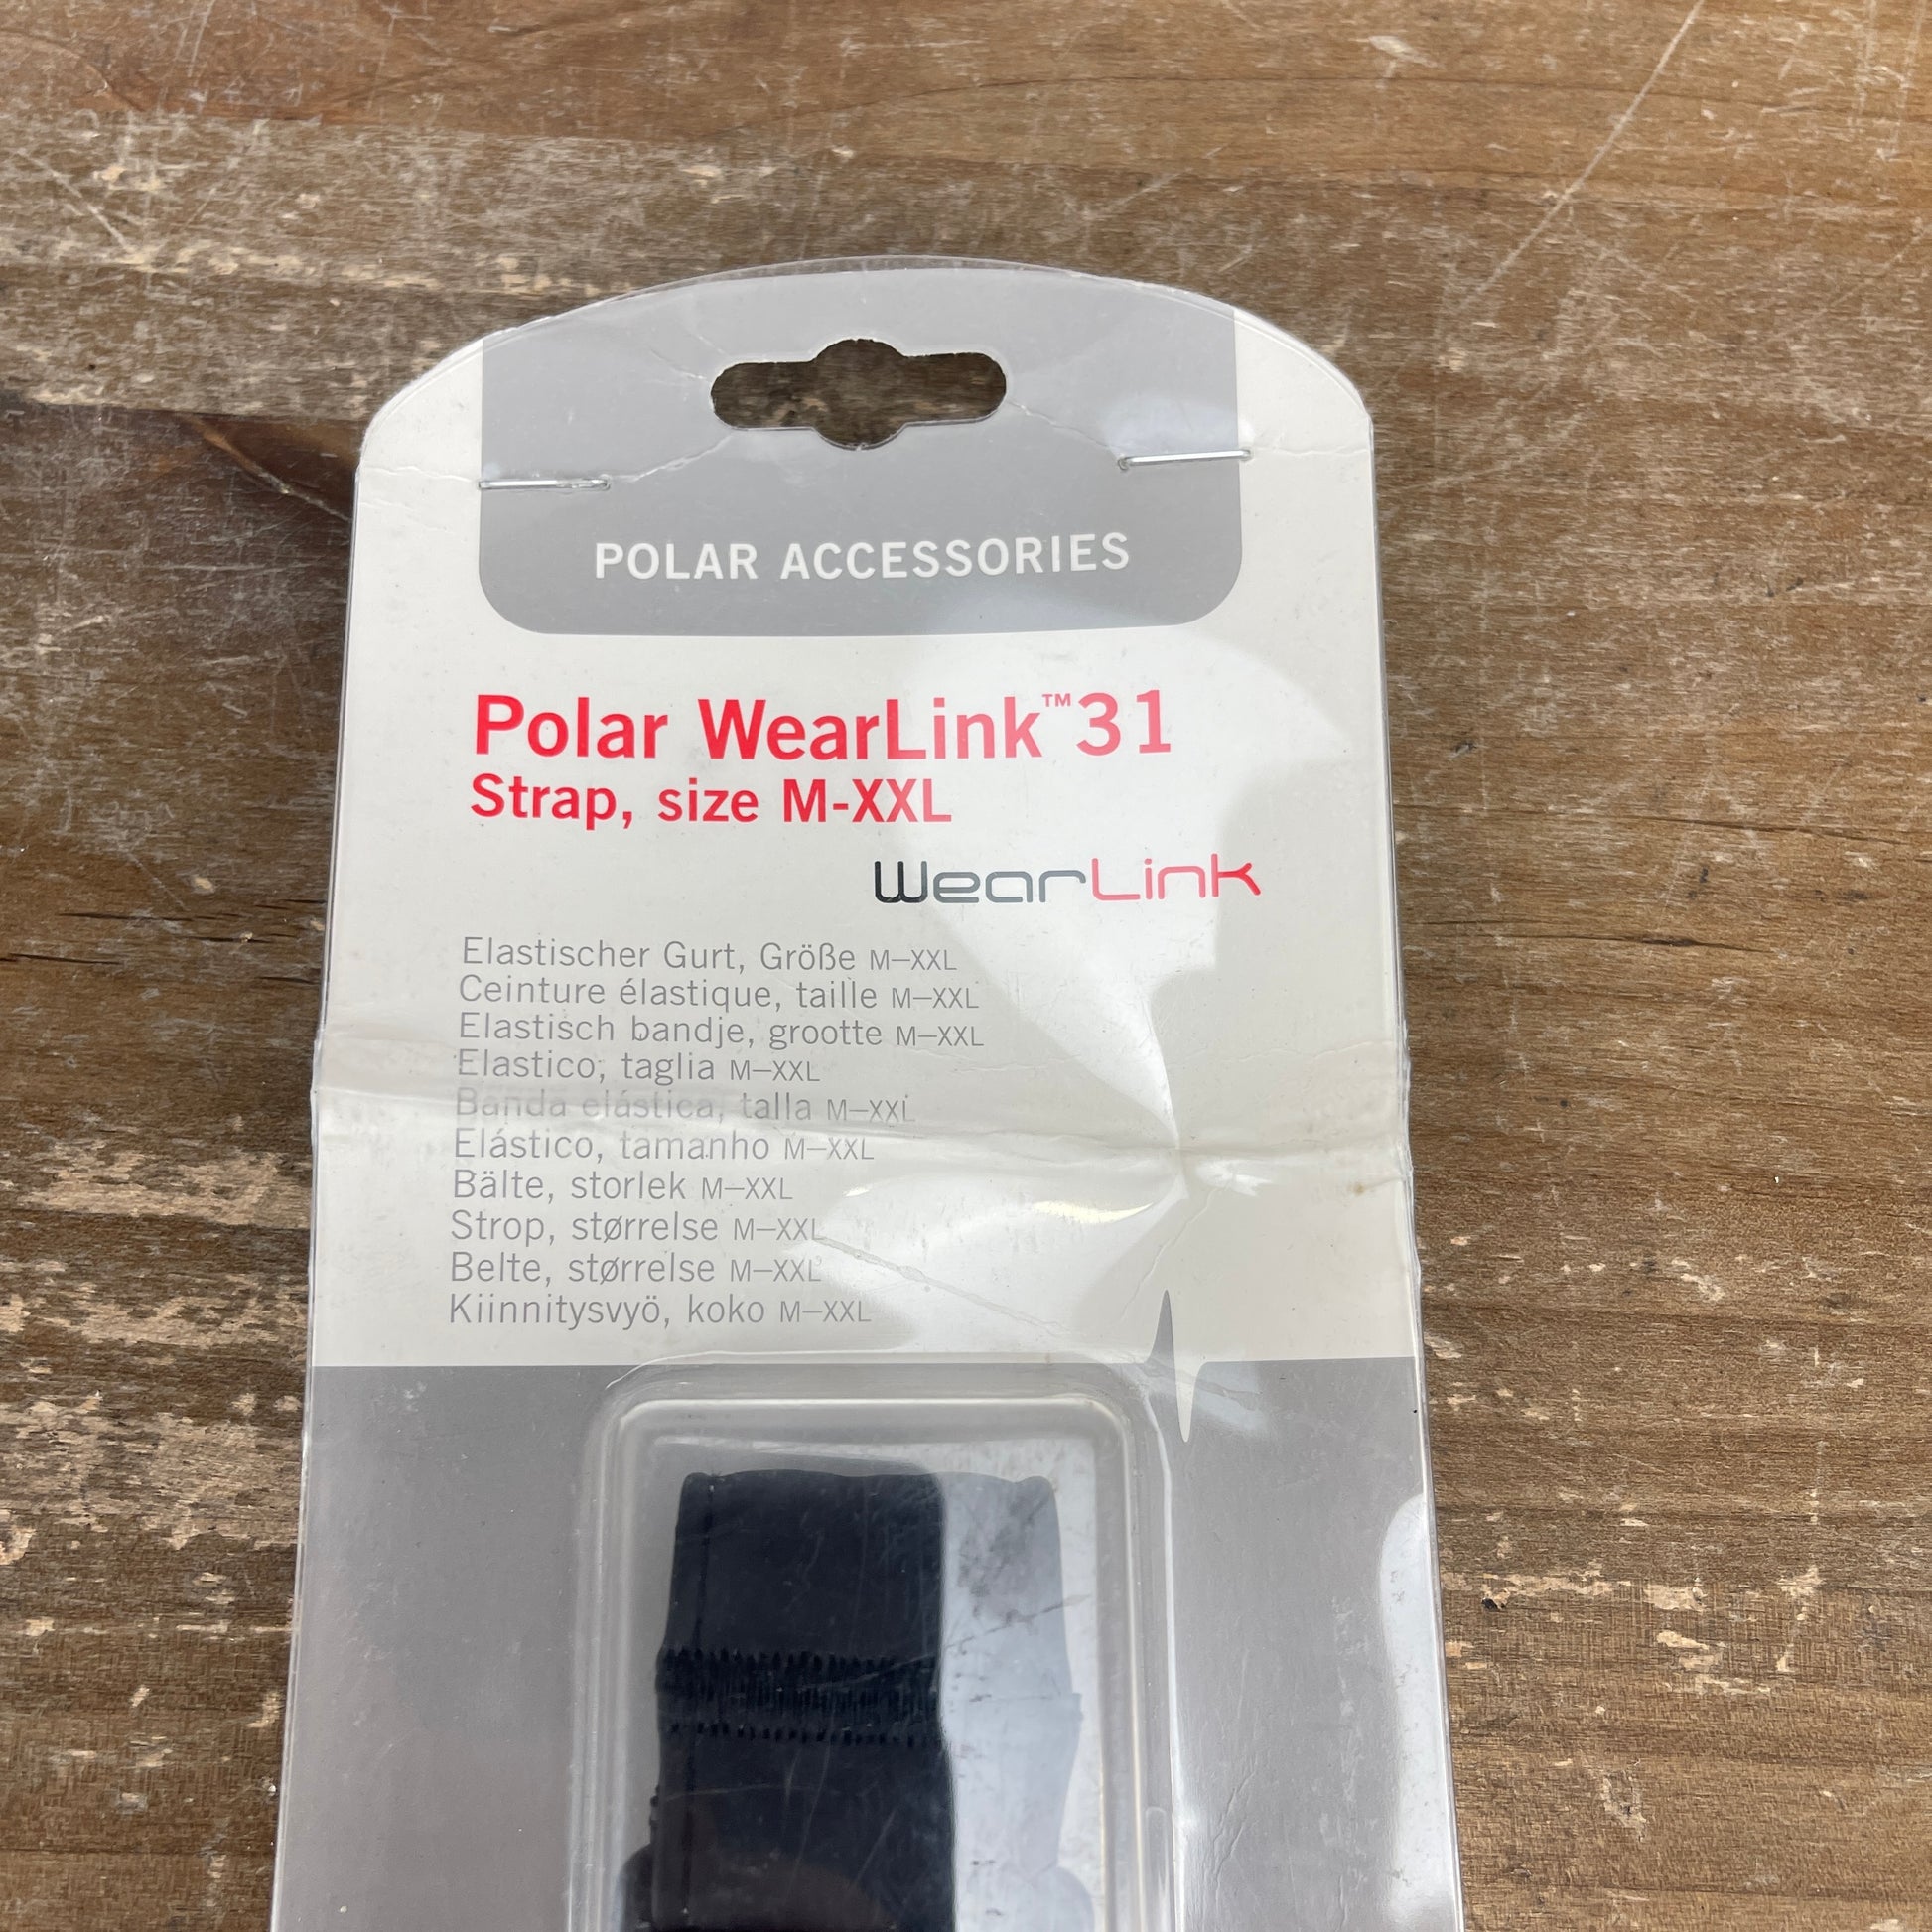 POLAR ACCESSORIES
Polar WearLink™31
Strap, size M-XXL
WearLink
Elastischer Gurt, Größe M–XXL
Ceinture élastique, taille M–XXL
Elastisch bandje, grootte M–XXL
Elastico, taglia M–XXL
Banda elástica, talla M–XXL
Elástico, tamanho M–XXL
Bälte, storlek M–XXL
Strop, størrelse M–XXL
Belte, størrelse M–XXL
Kiinnitysvyö, koko M–XXL